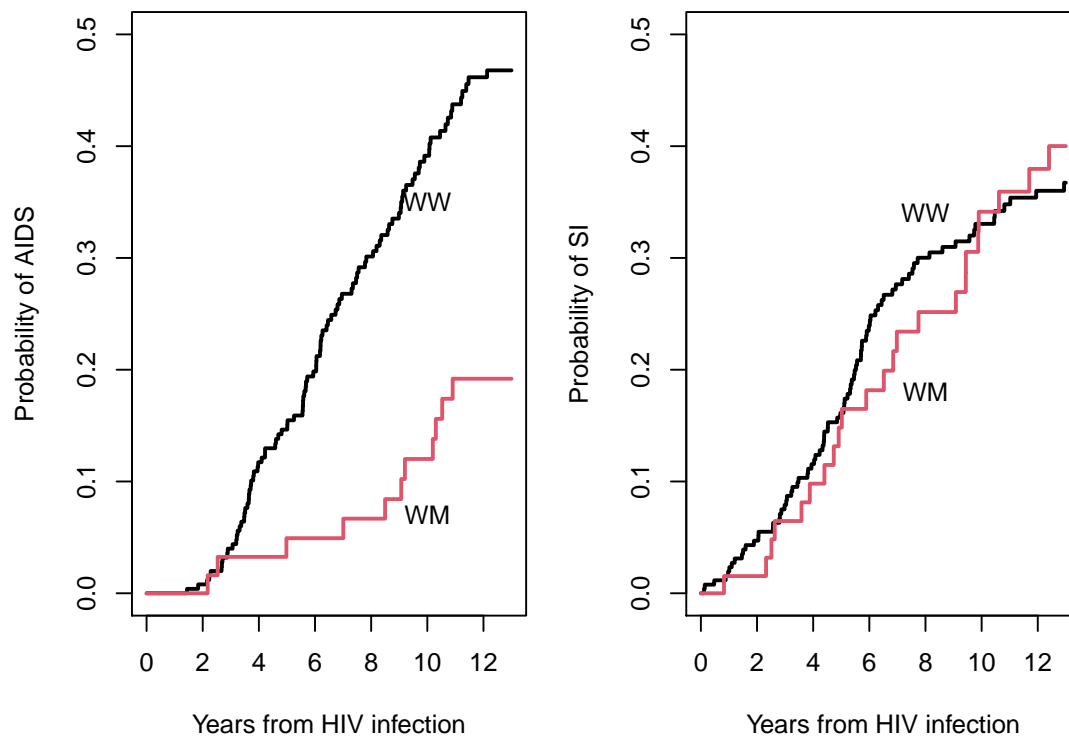 Probability of AIDS
0.5
0.4
0.3
0.2
0.1
0.0
WW
WM
0 2 4 6 8 10 12
Years from HIV infection
Probability of SI
0.5
0.4
0.3
0.2
0.1
0.0
WW
WM
0 2 4 6 8 10 12
Years from HIV infection